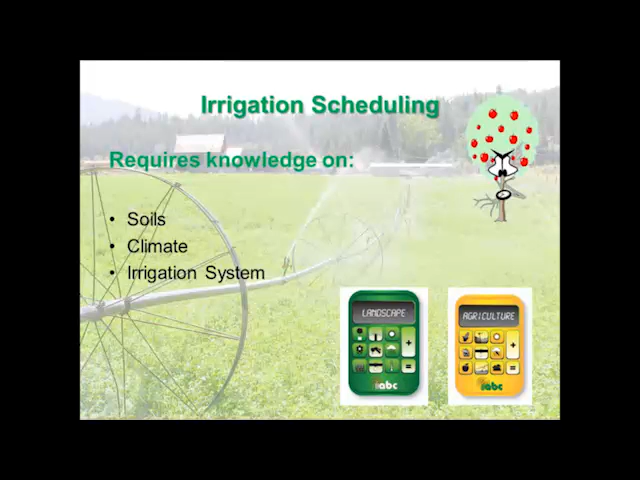 Irrigation Scheduling
Requires knowledge on:
• Soils
• Climate
• Irrigation System
LANDSCAPE
AGRICULTURE
+
+
=
=
iabc
iabc